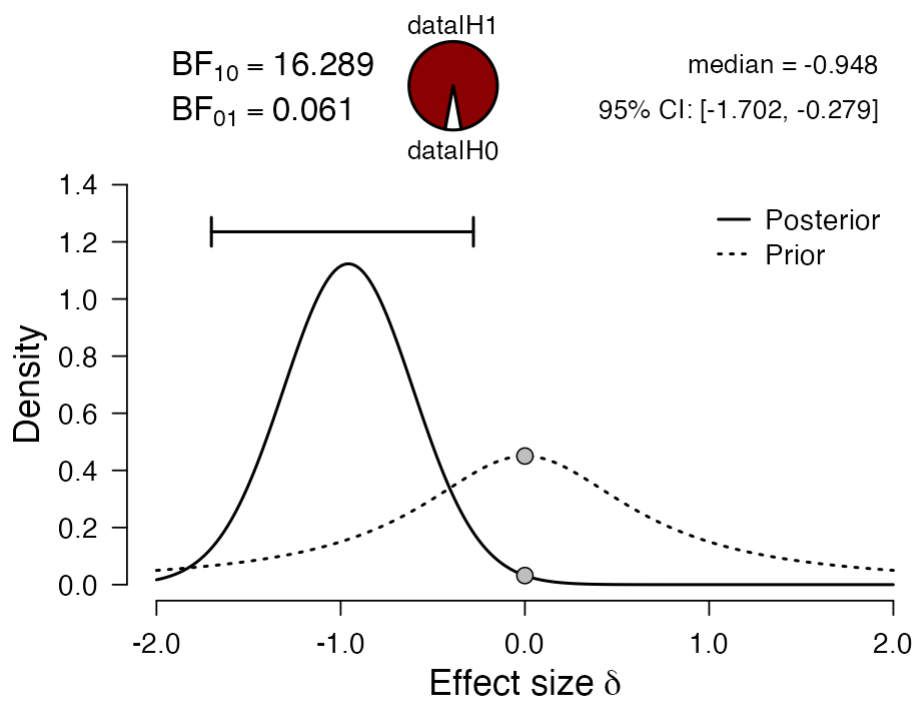 data|H1
BF₁₀ = 16.289
BF₀₁ = 0.061
data|H0
median = -0.948
95% CI: [-1.702, -0.279]
Posterior
Prior
Density
1.4
1.2
1.0
0.8
0.6
0.4
0.2
0.0
-2.0 -1.0 0.0 1.0 2.0
Effect size δ